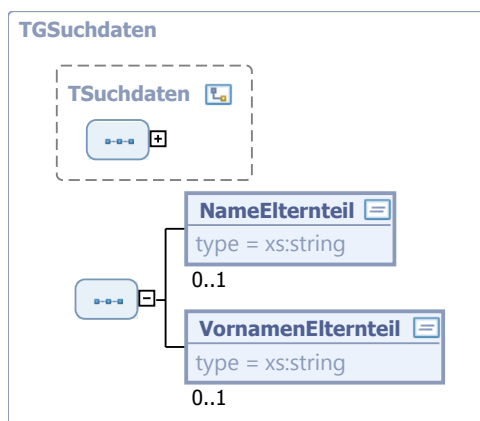 TGSuchdaten
TSuchdaten
NameElternteil
type = xs:string
0..1
VornamenElternteil
type = xs:string
0..1